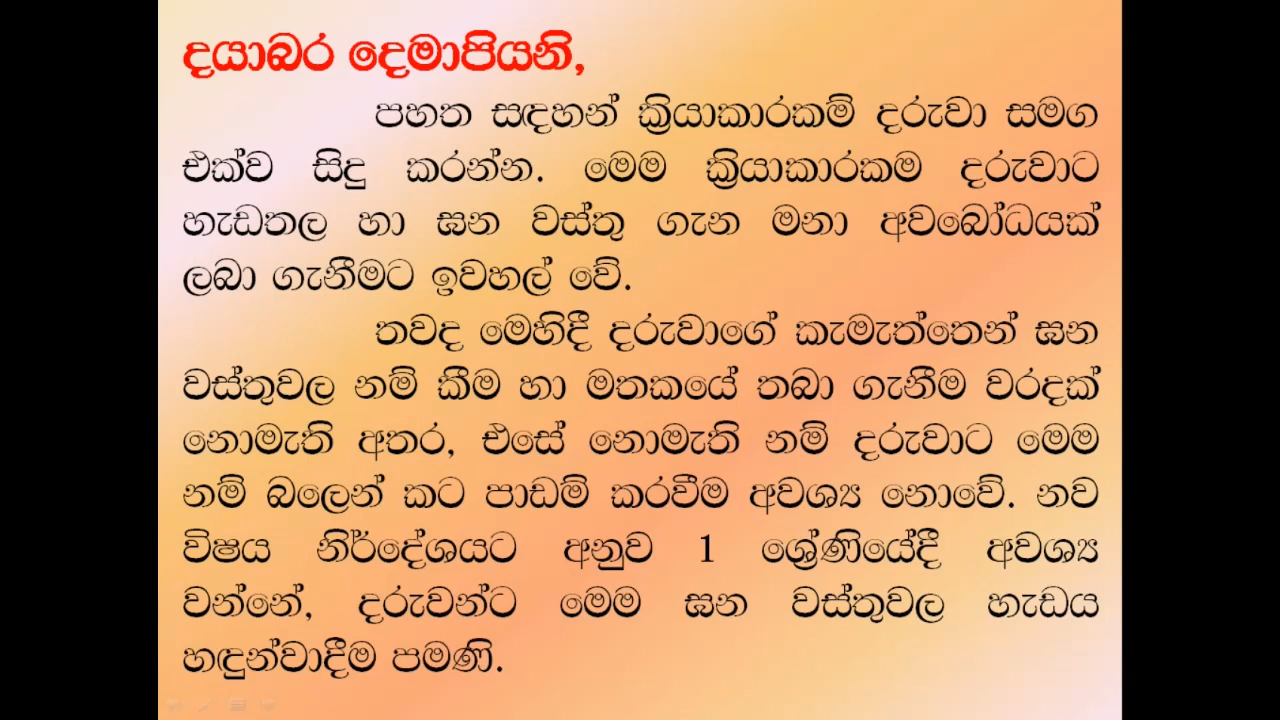 දයාබර දෙමාපියනි,
පහත සඳහන් ක්‍රියාකාරකම් දරුවා සමග
එක්ව සිදු කරන්න. මෙම ක්‍රියාකාරකම දරුවාට
හැඩතල හා ඝන වස්තු ගැන මනා අවබෝධයක්
ලබා ගැනීමට ඉවහල් වේ.
තවද මෙහිදී දරුවාගේ කැමැත්තෙන් ඝන
වස්තුවල නම් කීම හා මතකයේ තබා ගැනීම වරදක්
නොමැති අතර, එසේ නොමැති නම් දරුවාට මෙම
නම් බලෙන් කට පාඩම් කරවීම අවශ්‍ය නොවේ. නව
විෂය නිර්දේශයට අනුව 1 ශ්‍රේණියේදී අවශ්‍ය
වන්නේ, දරුවන්ට මෙම ඝන වස්තුවල හැඩය
හඳුන්වාදීම පමණි.